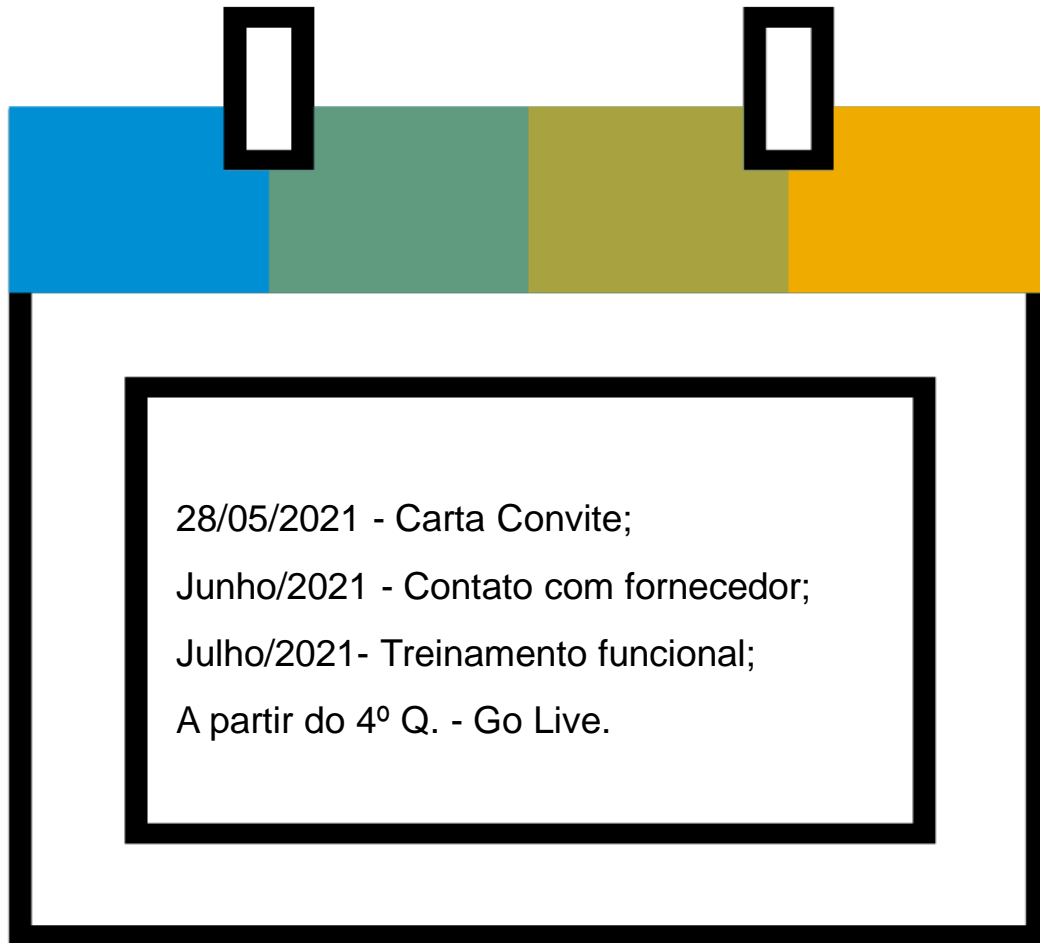 28/05/2021 - Carta Convite;
Junho/2021 - Contato com fornecedor;
Julho/2021- Treinamento funcional;
A partir do 4º Q. - Go Live.